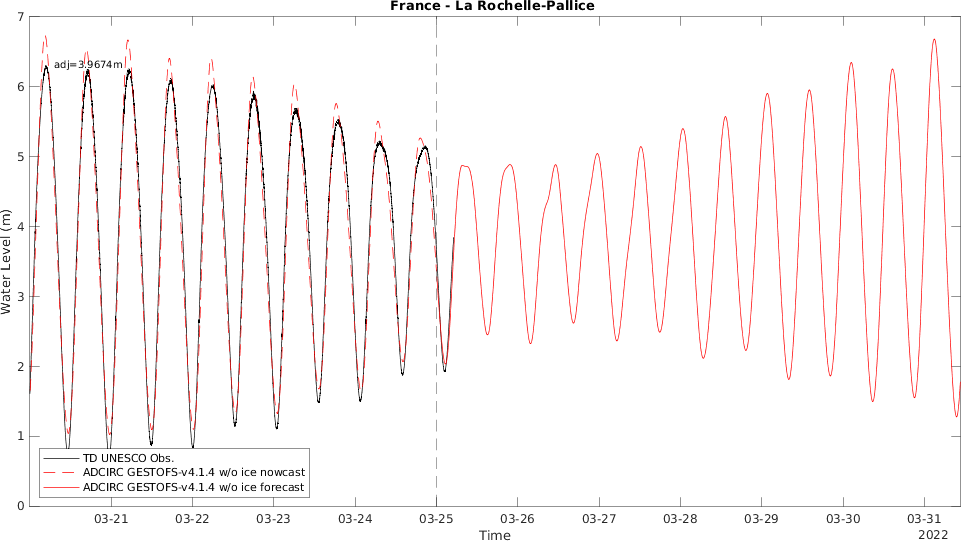 France - La Rochelle-Pallice
7
adj=3.9674m
6
5
4
3
2
1
0
Water Level (m)
TD UNESCO Obs.
ADCIRC GESTOFS-v4.1.4 w/o ice nowcast
ADCIRC GESTOFS-v4.1.4 w/o ice forecast
03-21 03-22 03-23 03-24 03-25 03-26 03-27 03-28 03-29 03-30 03-31
Time 2022